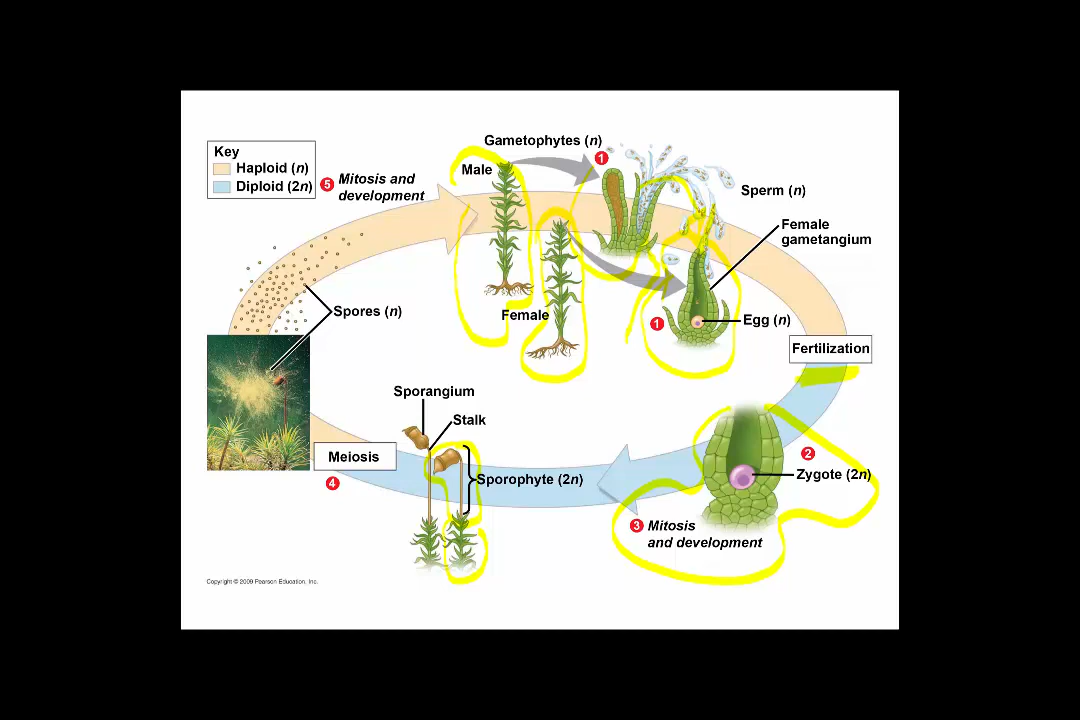 Gametophytes (n)
Key
Haploid (n)
Diploid (2n)
5 Mitosis and
development
Male
1
Sperm (n)
Female
gametangium
Spores (n)
Female
1
Egg (n)
Fertilization
Sporangium
Stalk
Meiosis
4
Sporophyte (2n)
2
Zygote (2n)
3 Mitosis
and development
Copyright © 2009 Pearson Education, Inc.